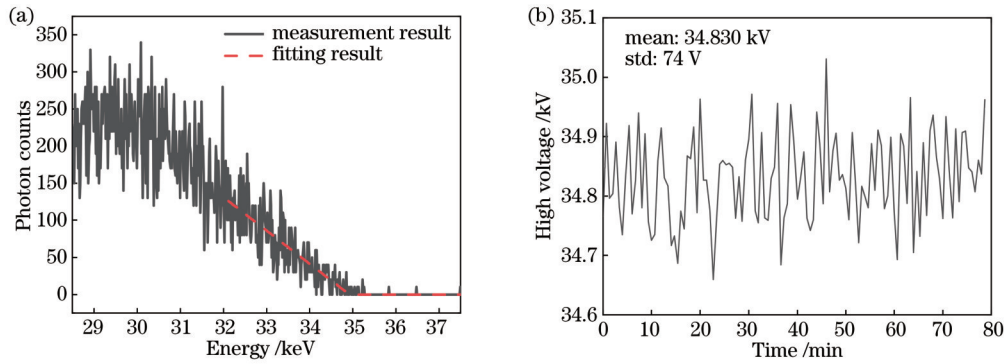 (a)
350
300
250
200
150
100
50
0
Photon counts
measurement result
fitting result
29 30 31 32 33 34 35 36 37
Energy /keV
(b)
35.1
35.0
34.9
34.8
34.7
34.6
High voltage /kV
mean: 34.830 kV
std: 74 V
0 10 20 30 40 50 60 70 80
Time /min